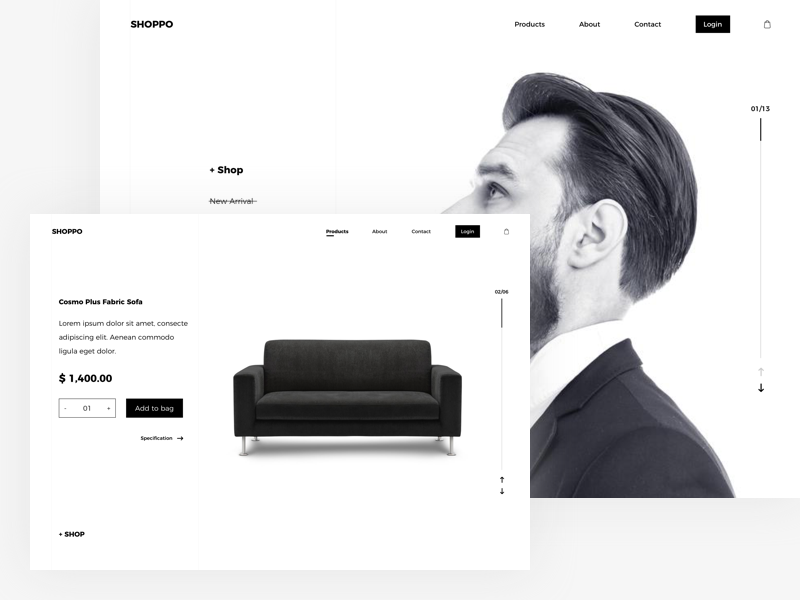 SHOPPO
Products
About
Contact
Login
01/13
+ Shop
New Arrival
SHOPPO
Products
About
Contact
Login
02/06
Cosmo Plus Fabric Sofa
Lorem ipsum dolor sit amet, consecte
adipiscing elit. Aenean commodo
ligula eget dolor.
$ 1,400.00
- 01 +
Add to bag
Specification →
+ SHOP